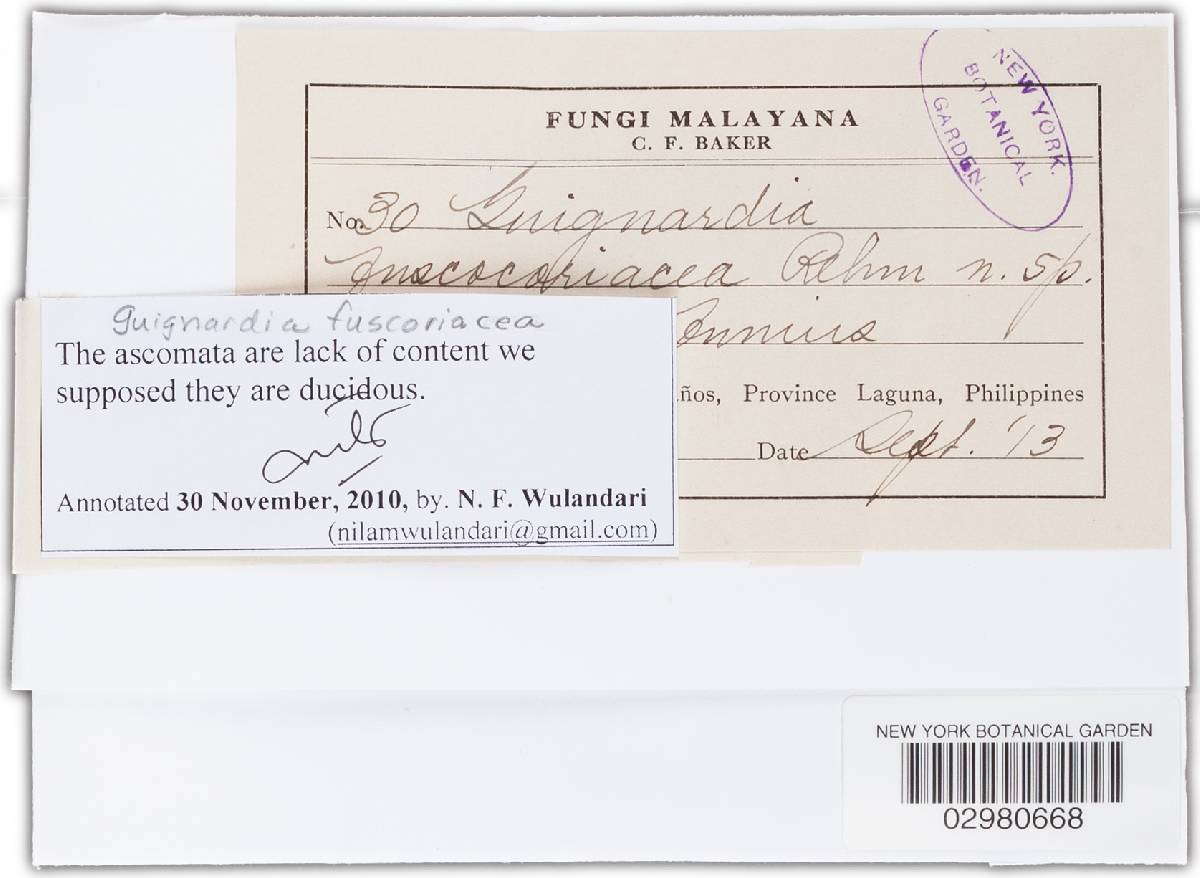 FUNGI MALAYANA
C. F. BAKER
NEW YORK
BOTANICAL
GARDEN.
No. 30 Guignardia
fuscocoriacea Rehm n. sp.
ños, Province Laguna, Philippines
Date Sept. '13
guignardia fuscoriacea
The ascomata are lack of content we
supposed they are ducidous.
Annotated 30 November, 2010, by. N. F. Wulandari
(nilamwulandari@gmail.com)
NEW YORK BOTANICAL GARDEN
02980668